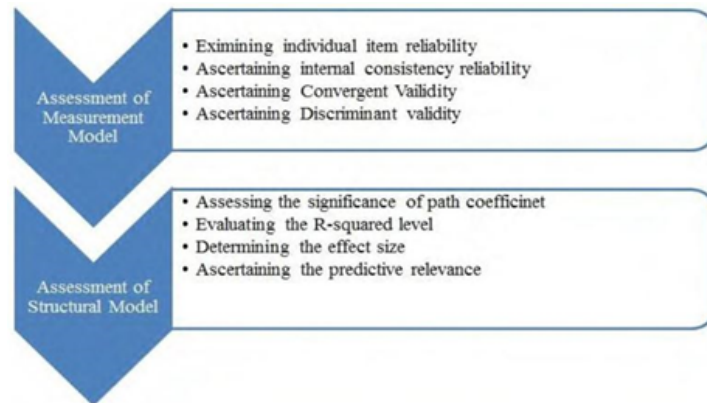 Assessment of
Measurement
Model
• Eximining individual item reliability
• Ascertaining internal consistency reliability
• Ascertaining Convergent Vailidity
• Ascertaining Discriminant validity
Assessment of
Structural Model
• Assessing the significance of path coefficinet
• Evaluating the R-squared level
• Determining the effect size
• Ascertaining the predictive relevance